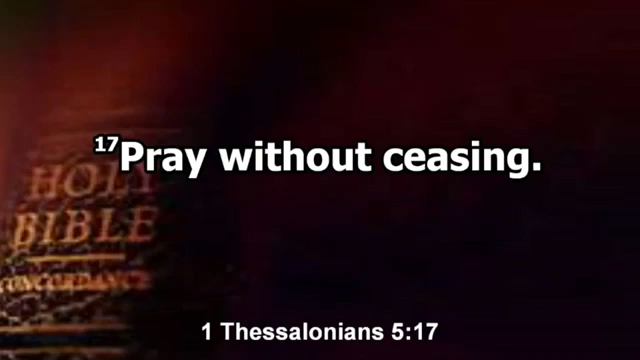 ¹⁷Pray without ceasing.
HOLY
BIBLE
CONCORDANCE
1 Thessalonians 5:17